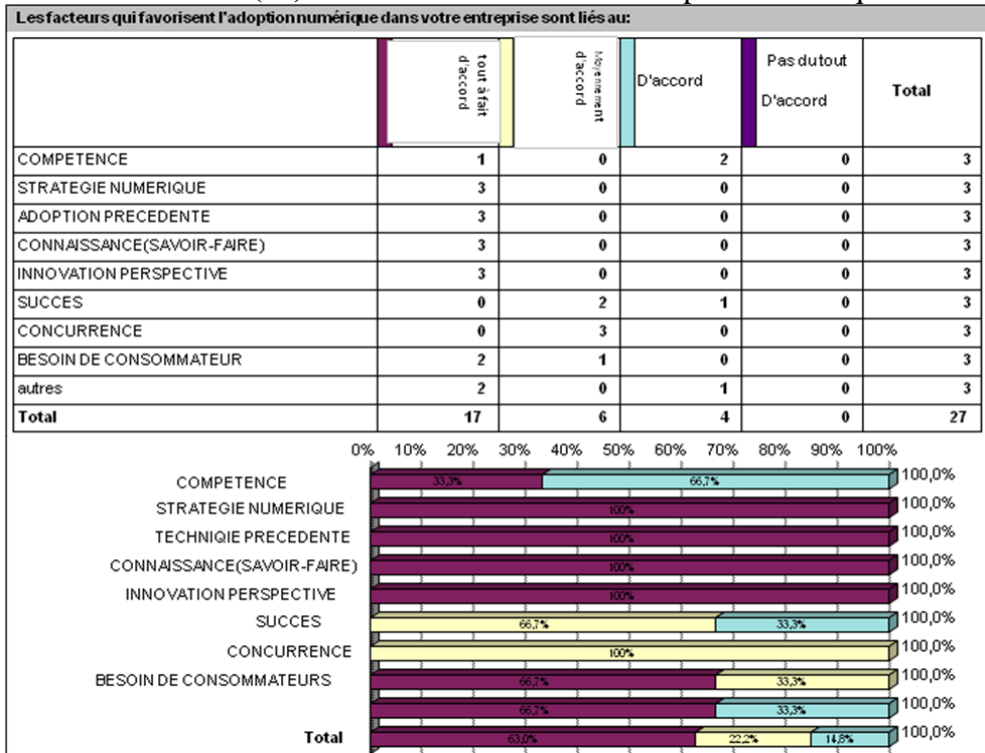 Les facteurs qui favorisent l'adoption numérique dans votre entreprise sont liés au:
tout à fait d'accord Moyennement d'accord D'accord Pas du tout D'accord Total
COMPETENCE 1 0 2 0 3
STRATEGIE NUMERIQUE 3 0 0 0 3
ADOPTION PRECEDENTE 3 0 0 0 3
CONNAISSANCE(SAVOIR-FAIRE) 3 0 0 0 3
INNOVATION PERSPECTIVE 3 0 0 0 3
SUCCES 0 2 1 0 3
CONCURRENCE 0 3 0 0 3
BESOIN DE CONSOMMATEUR 2 1 0 0 3
autres 2 0 1 0 3
Total 17 6 4 0 27
0% 10% 20% 30% 40% 50% 60% 70% 80% 90% 100%
COMPETENCE 33,3% 66,7% 100,0%
STRATEGIE NUMERIQUE 100% 100,0%
TECHNIQIE PRECEDENTE 100% 100,0%
CONNAISSANCE(SAVOIR-FAIRE) 100% 100,0%
INNOVATION PERSPECTIVE 100% 100,0%
SUCCES 66,7% 33,3% 100,0%
CONCURRENCE 100% 100,0%
BESOIN DE CONSOMMATEURS 66,7% 33,3% 100,0%
66,7% 33,3% 100,0%
Total 63,0% 22,2% 14,8% 100,0%